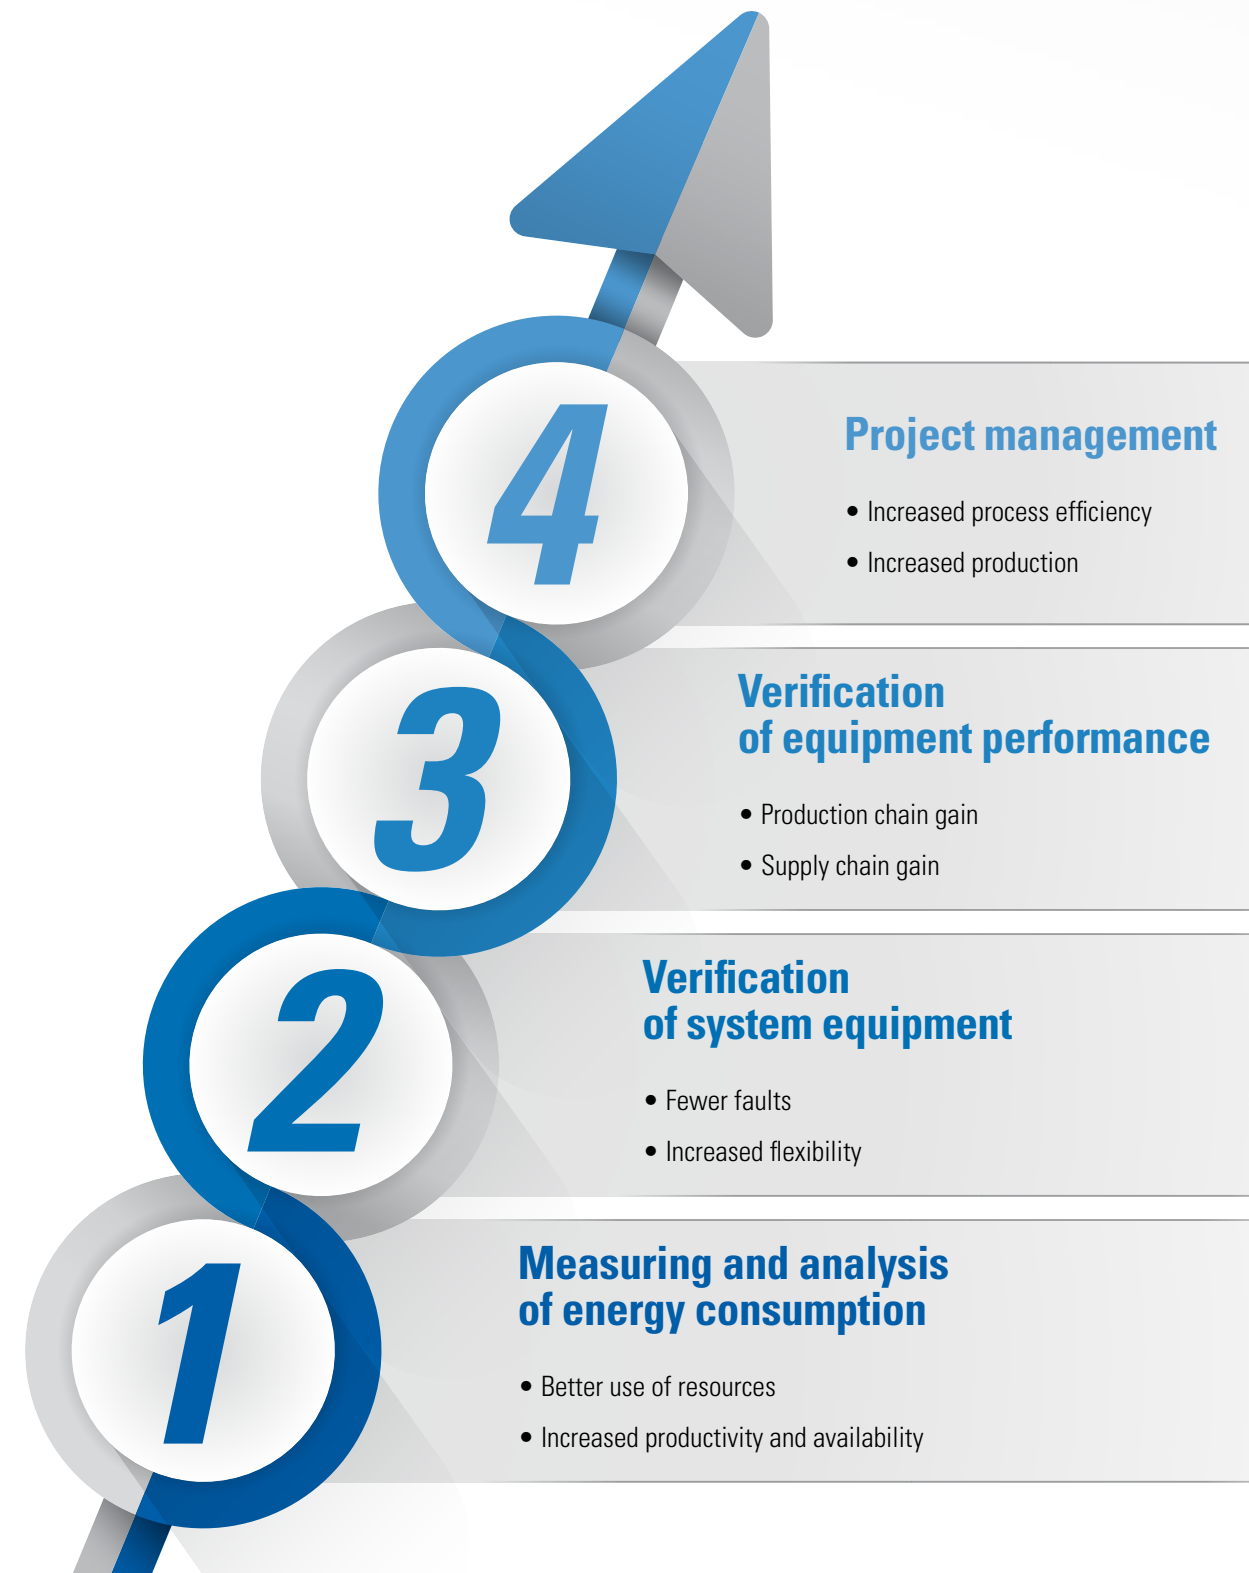 4
Project management
• Increased process efficiency
• Increased production
3
Verification
of equipment performance
• Production chain gain
• Supply chain gain
2
Verification
of system equipment
• Fewer faults
• Increased flexibility
1
Measuring and analysis
of energy consumption
• Better use of resources
• Increased productivity and availability